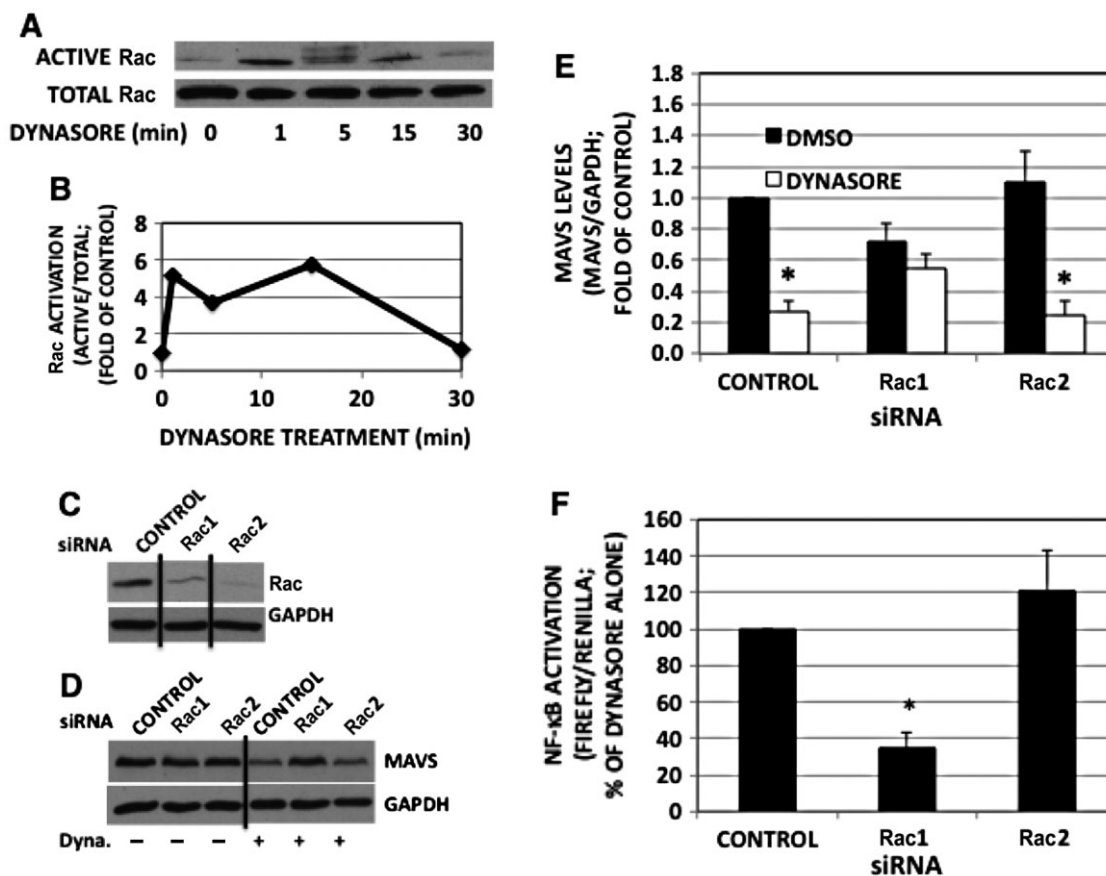 A
ACTIVE Rac
TOTAL Rac
DYNASORE (min) 0 1 5 15 30
B
Rac ACTIVATION
(ACTIVE/TOTAL;
(FOLD OF CONTROL)
8
6
4
2
0
0 10 20 30
DYNASORE TREATMENT (min)
C
siRNA CONTROL Rac1 Rac2
Rac
GAPDH
D
siRNA CONTROL Rac1 Rac2 CONTROL Rac1 Rac2
MAVS
GAPDH
Dyna. − − − + + +
E
MAVS LEVELS
(MAVS/GAPDH;
FOLD OF CONTROL)
1.8
1.6
1.4
1.2
1.0
0.8
0.6
0.4
0.2
0.0
DMSO
DYNASORE
* *
CONTROL Rac1 Rac2
siRNA
F
NF-κB ACTIVATION
(FIREFLY/RENILLA;
% OF DYNASORE ALONE)
160
140
120
100
80
60
40
20
0
*
CONTROL Rac1 Rac2
siRNA